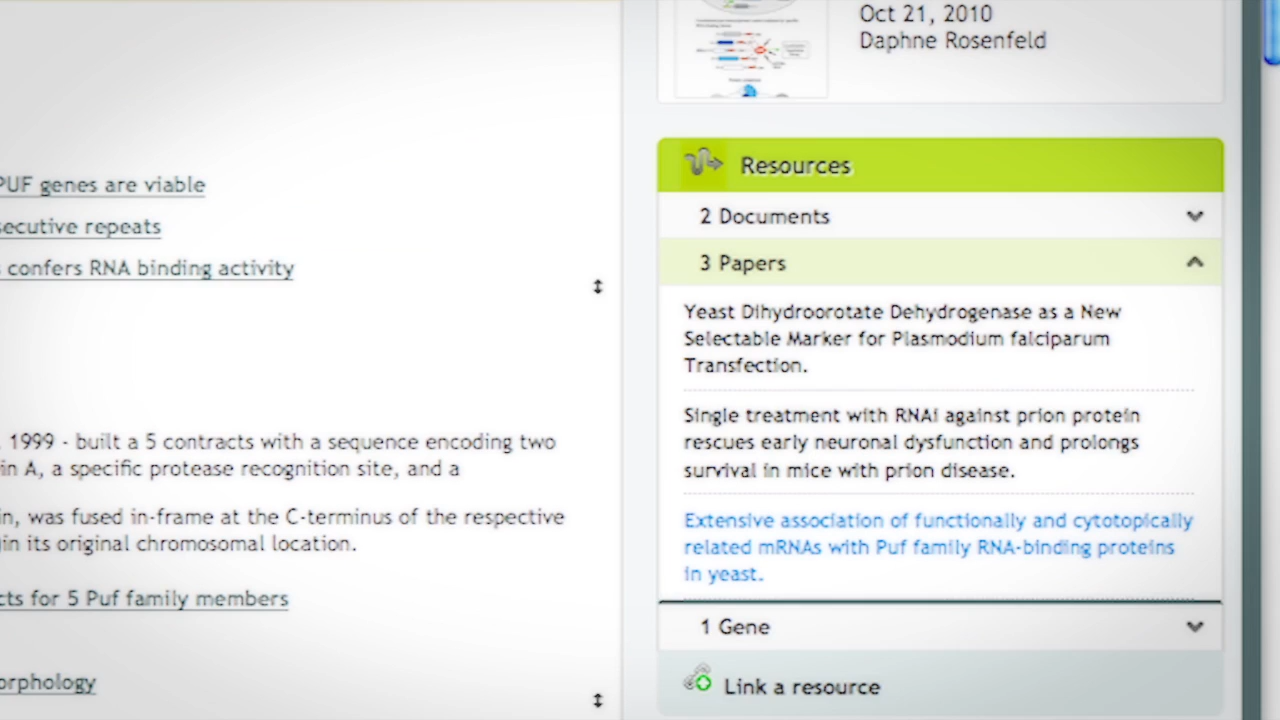 Oct 21, 2010
Daphne Rosenfeld
PUF genes are viable
secutive repeats
s confers RNA binding activity
1999 - built a 5 contracts with a sequence encoding two
in A, a specific protease recognition site, and a
in, was fused in-frame at the C-terminus of the respective
in its original chromosomal location.
cts for 5 Puf family members
orphology
Resources
2 Documents
3 Papers
Yeast Dihydroorotate Dehydrogenase as a New
Selectable Marker for Plasmodium falciparum
Transfection.
Single treatment with RNAi against prion protein
rescues early neuronal dysfunction and prolongs
survival in mice with prion disease.
Extensive association of functionally and cytotopically
related mRNAs with Puf family RNA-binding proteins
in yeast.
1 Gene
Link a resource